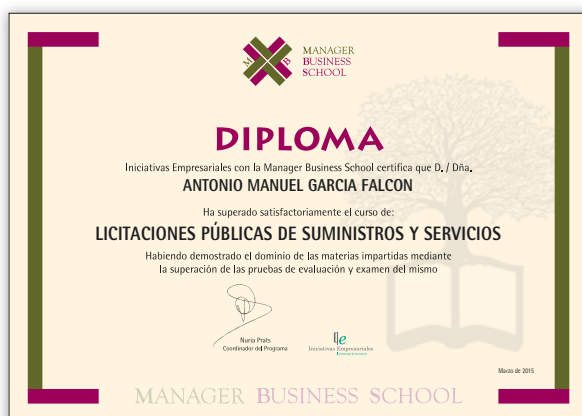 M B
MANAGER
BUSINESS
SCHOOL
DIPLOMA
Iniciativas Empresariales con la Manager Business School certifica que D. / Dña.
ANTONIO MANUEL GARCIA FALCON
Ha superado satisfactoriamente el curso de:
LICITACIONES PÚBLICAS DE SUMINISTROS Y SERVICIOS
Habiendo demostrado el dominio de las materias impartidas mediante
la superación de las pruebas de evaluación y examen del mismo
Nuria Prats
Coordinador del Programa
ie
Iniciativas Empresariales
Marzo de 2015
MANAGER BUSINESS SCHOOL